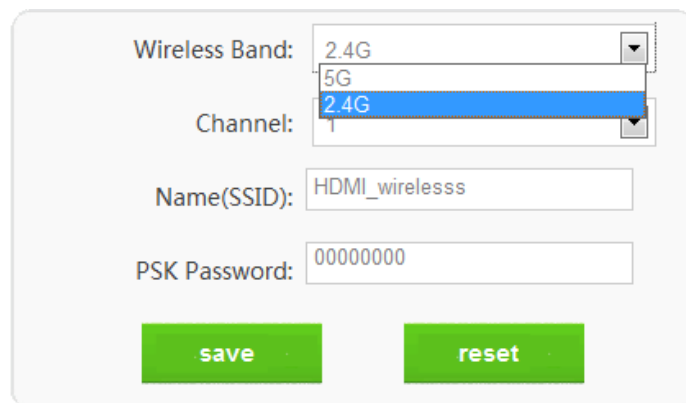 Wireless Band: 2.4G
5G
2.4G
Channel: 1
Name(SSID): HDMI_wirelesss
PSK Password: 00000000
save reset